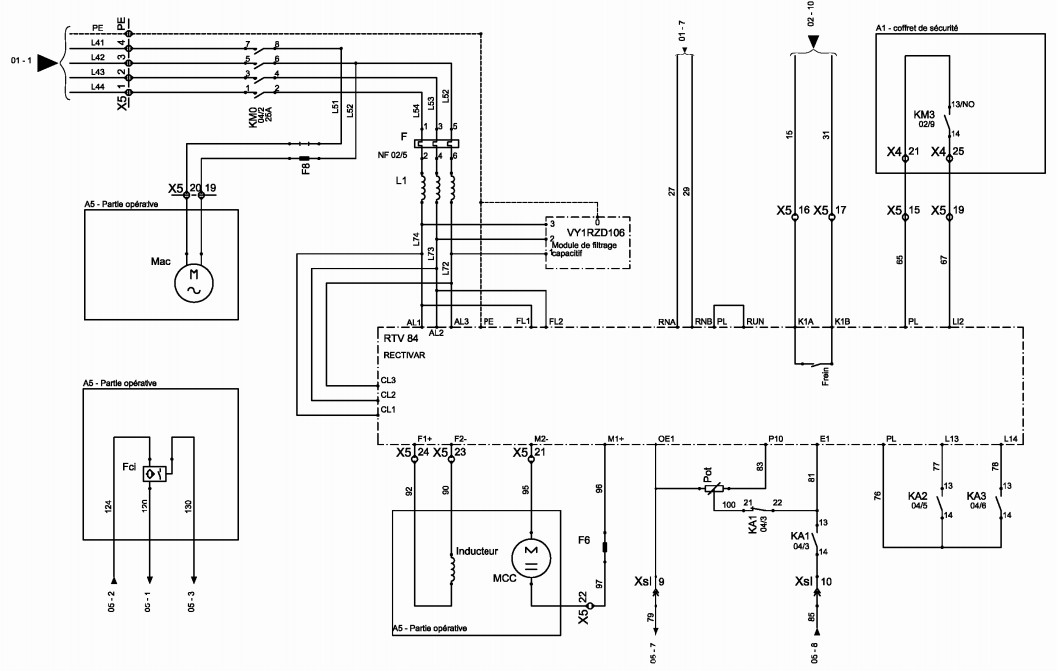 PE
PE
L41
4
7
8
L42
3
5
6
01 - 1
L43
2
3
4
L44
1
1
2
X5
KM0
04/2
25A
L51
L52
L54
L53
L52
F
1
3
5
NF 02/5
2
4
6
F8
L1
X5
20
19
A5 - Partie opérative
Mac
M
L74
L73
L72
3
2
1
0
VY1RZD106
Module de filtrage
capacitif
01 - 7
27
29
02 - 10
15
31
X5
16
X5
17
A1 - coffret de sécurité
KM3
02/9
13/NO
14
X4
21
X4
25
X5
15
X5
19
65
67
AL1
AL2
AL3
PE
FL1
FL2
RNA
RNB
PL
RUN
K1A
K1B
PL
LI2
RTV 84
RECTIVAR
Frein
CL3
CL2
CL1
F1+
F2-
M2-
M1+
OE1
P10
E1
PL
L13
L14
X5
24
X5
23
X5
21
92
90
95
96
A5 - Partie opérative
Fci
124
120
130
05 - 2
05 - 1
05 - 3
Inducteur
M
MCC
F6
97
X5
22
A5 - Partie opérative
Pot
83
100
21
22
KA1
04/3
81
13
KA1
04/3
14
76
77
78
13
KA2
04/5
14
13
KA3
04/6
14
Xsl
9
79
05 - 7
Xsl
10
85
05 - 8